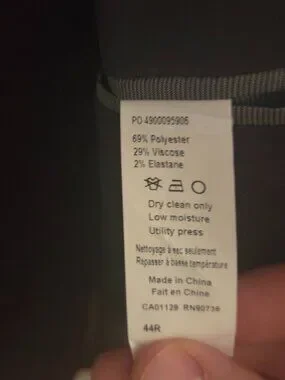 PO 4900095906
69% Polyester
29% Viscose
2% Elastane
Dry clean only
Low moisture
Utility press
Nettoyage à sec seulement
Repasser à basse température
Made in China
Fait en Chine
CA01128 RN90738
44R